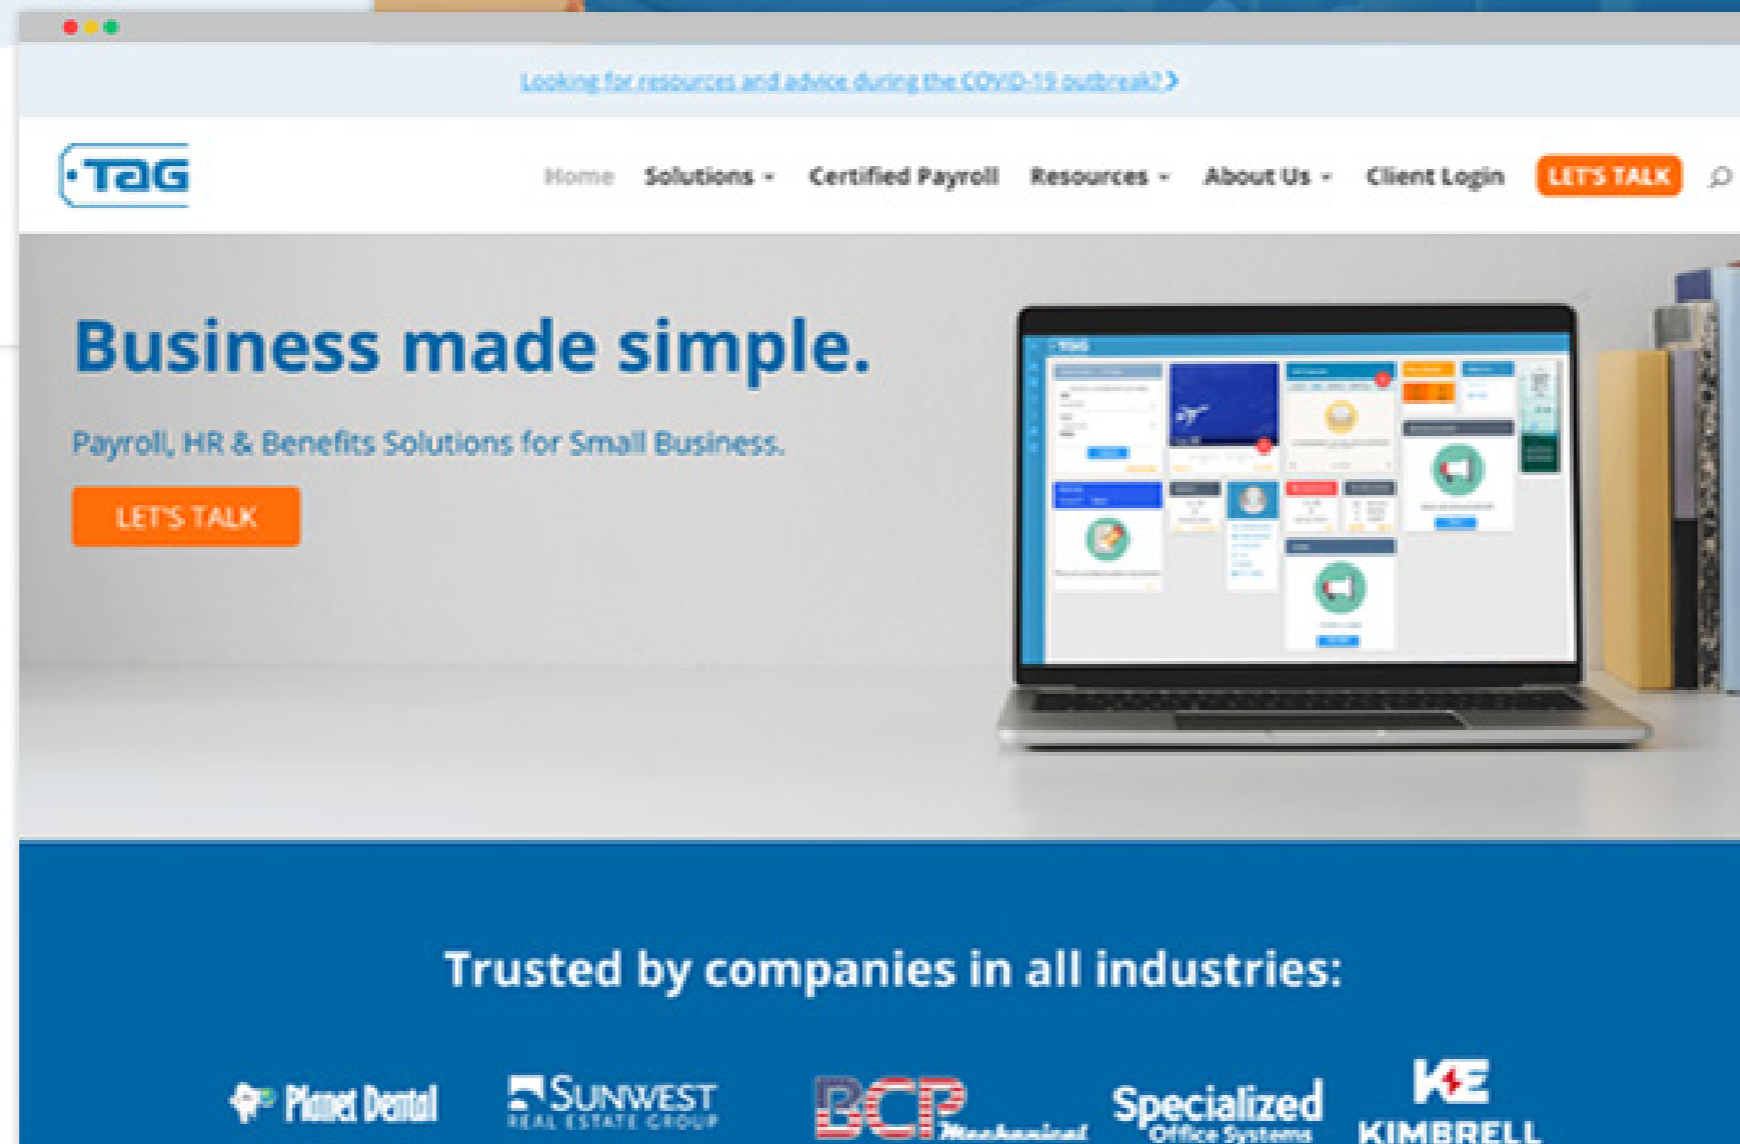 Looking for resources and advice during the COVID-19 outbreak?
TAG
Home Solutions Certified Payroll Resources About Us Client Login LET'S TALK
Business made simple.
Payroll, HR & Benefits Solutions for Small Business.
LET'S TALK
TAG
Trusted by companies in all industries:
Planet Dental
SUNWEST
REAL ESTATE GROUP
BCP
Mechanical
Specialized
Office Systems
KE
KIMBRELL